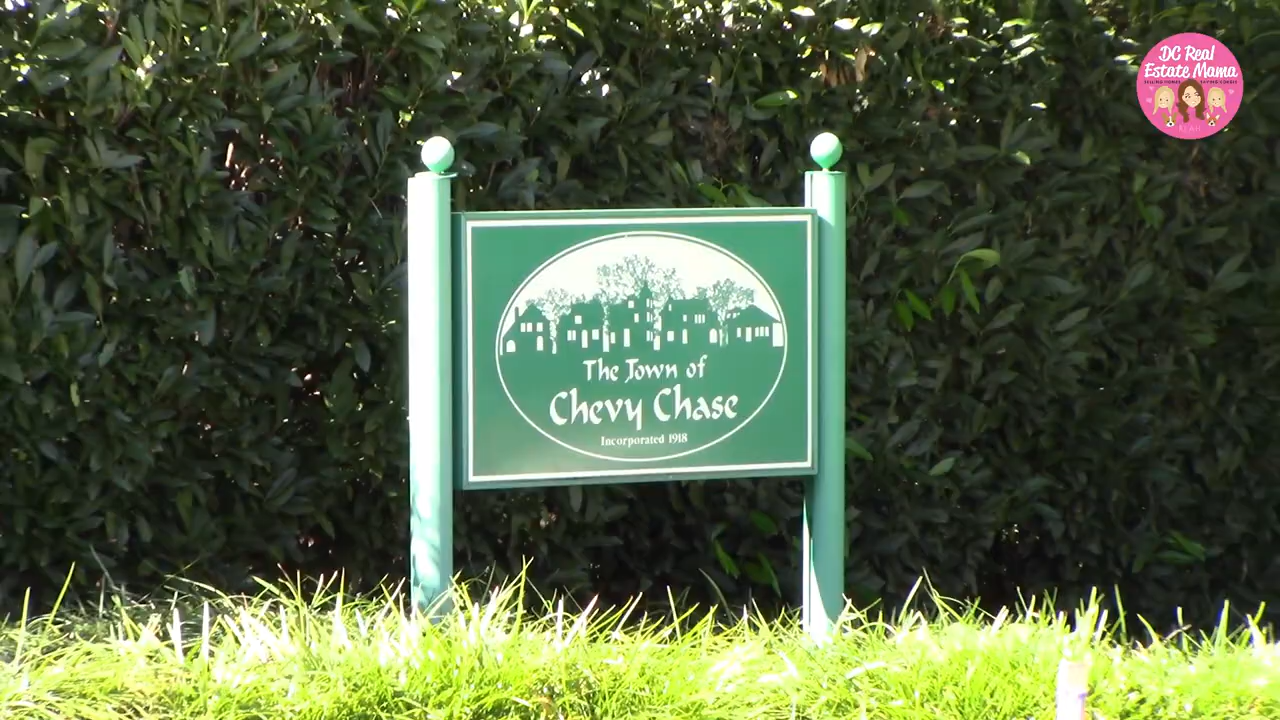 DC Real
Estate Mama
The Town of
Chevy Chase
Incorporated 1918